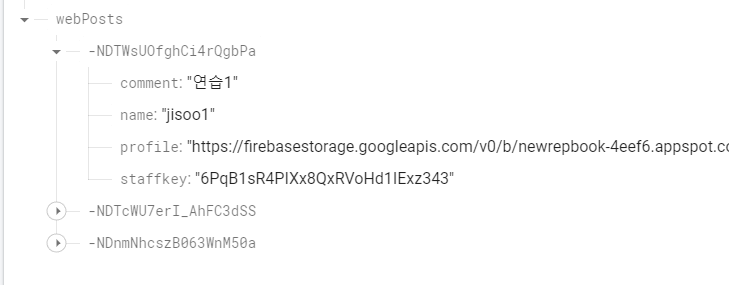 webPosts
-NDTWsUOfghCi4rQgbPa
comment: "연습1"
name: "jisoo1"
profile: "https://firebasestorage.googleapis.com/v0/b/newrepbook-4eef6.appspot.co
staffkey: "6PqB1sR4PIXx8QxRVoHd1IExz343"
-NDTcWU7erI_AhFC3dSS
-NDnmNhcszB063WnM50a